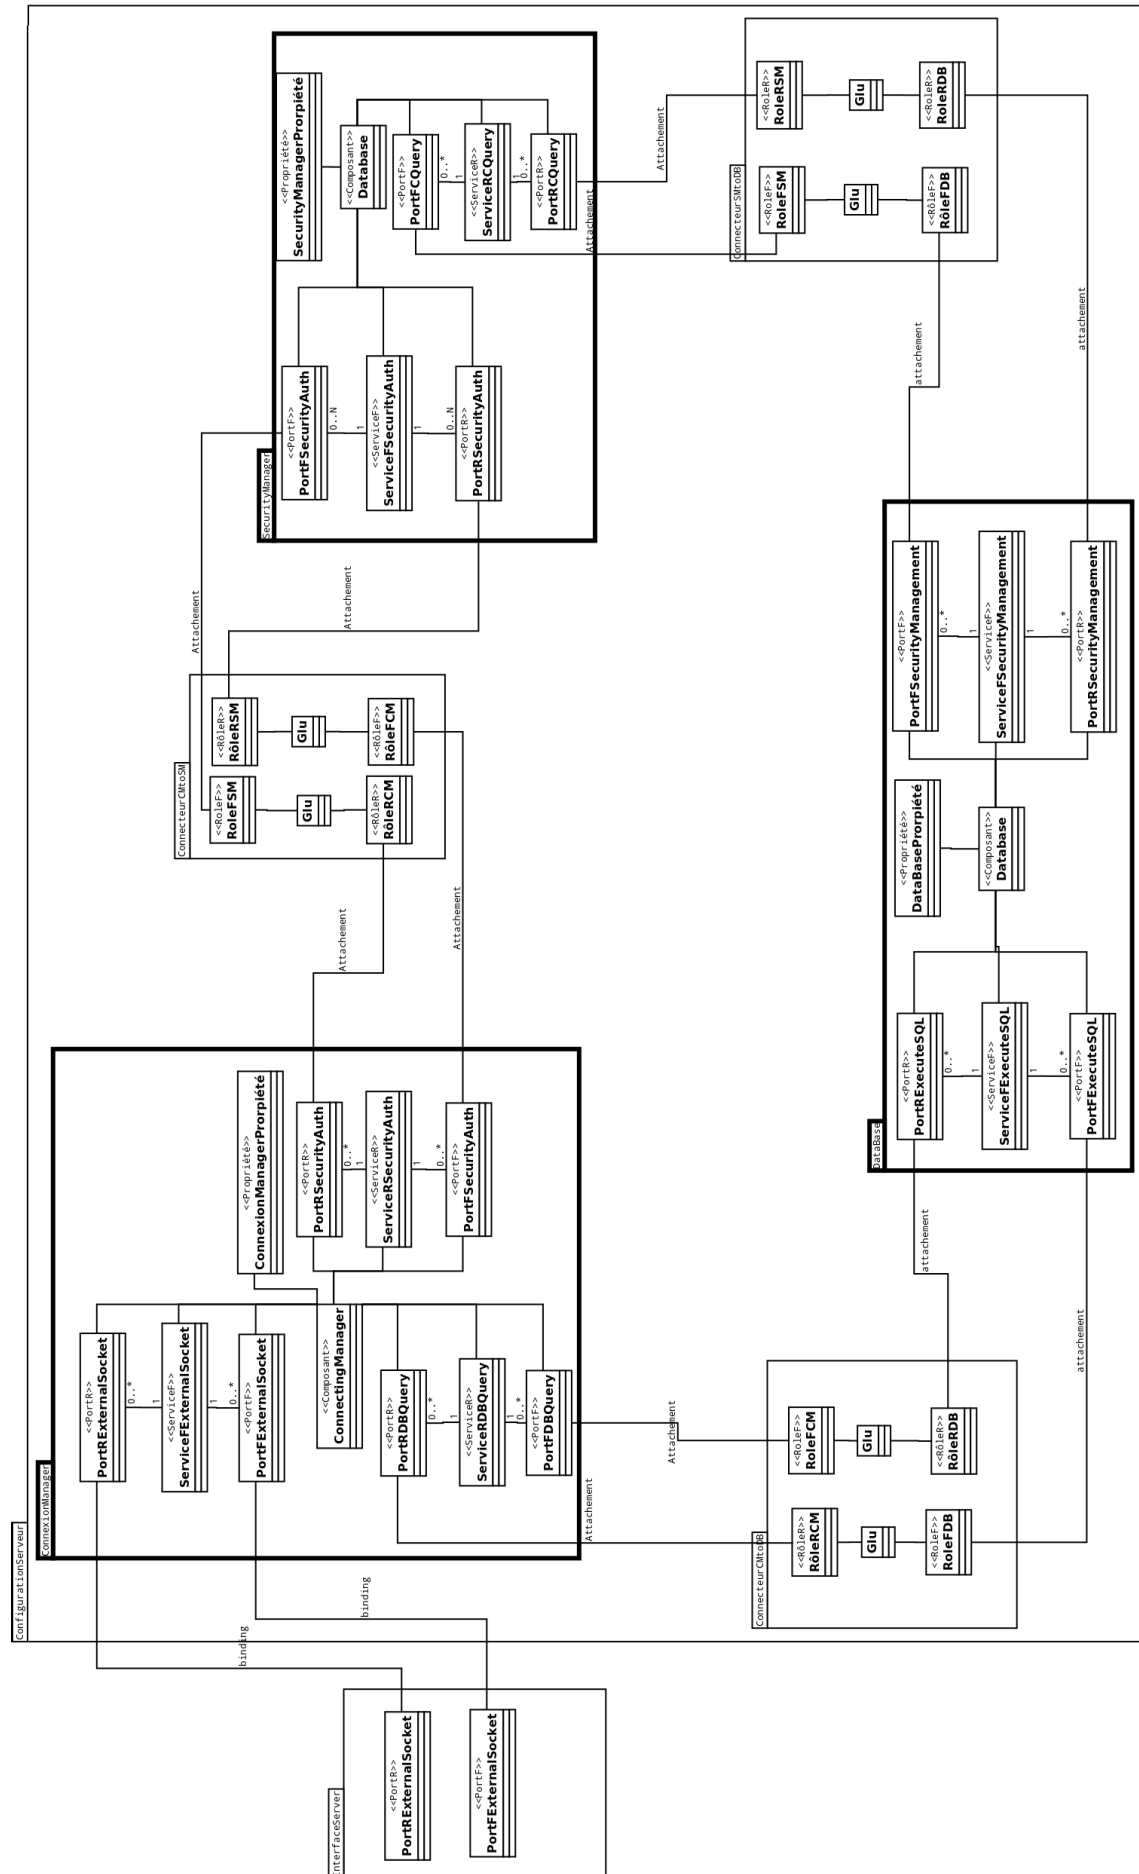 ConfigurationServeur
ConnexionManager
<<PortR>>
PortRExternalSocket
0..*
1
<<ServiceF>>
ServiceFExternalSocket
1
0..*
<<PortF>>
PortFExternalSocket
<<Propriété>>
ConnexionManagerProrpiété
<<Composant>>
ConnectingManager
<<PortR>>
PortRSecurityAuth
0..*
1
<<ServiceR>>
ServiceRSecurityAuth
1
0..*
<<PortF>>
PortFSecurityAuth
<<PortR>>
PortRDBQuery
0..*
1
<<ServiceR>>
ServiceRDBQuery
1
0..*
<<PortF>>
PortFDBQuery
binding
binding
InterfaceServer
<<PortR>>
PortRExternalSocket
<<PortF>>
PortFExternalSocket
Attachement
Attachement
Attachement
Attachement
ConnecteurCMtoSM
<<RoleF>>
RoleFSM
Glu
<<RôleR>>
RôleRCM
<<RôleR>>
RôleRSM
Glu
<<RôleF>>
RôleFCM
SecurityManager
<<PortF>>
PortFSecurityAuth
0..N
1
<<ServiceF>>
ServiceFSecurityAuth
1
0..N
<<PortR>>
PortRSecurityAuth
<<Propriété>>
SecurityManagerProrpiété
<<Composant>>
Database
<<PortF>>
PortFCQuery
0..*
1
<<ServiceR>>
ServiceRCQuery
1
0..*
<<PortR>>
PortRCQuery
Attachement
Attachement
ConnecteurSMtoDB
<<RoleF>>
RoleFSM
Glu
<<RôleF>>
RôleFDB
<<RoleR>>
RoleRSM
Glu
<<RoleR>>
RoleRDB
attachement
attachement
Attachement
Attachement
ConnecteurCMtoDB
<<RôleR>>
RôleRCM
Glu
<<RoleF>>
RoleFDB
<<RoleF>>
RoleFCM
Glu
<<RôleR>>
RôleRDB
attachement
attachement
DataBase
<<PortR>>
PortRExecuteSQL
0..*
1
<<ServiceF>>
ServiceFExecuteSQL
1
0..*
<<PortF>>
PortFExecuteSQL
<<Propriété>>
DataBaseProrpiété
<<Composant>>
Database
<<PortF>>
PortFSecurityManagement
0..*
1
<<ServiceF>>
ServiceFSecurityManagement
1
0..*
<<PortR>>
PortRSecurityManagement